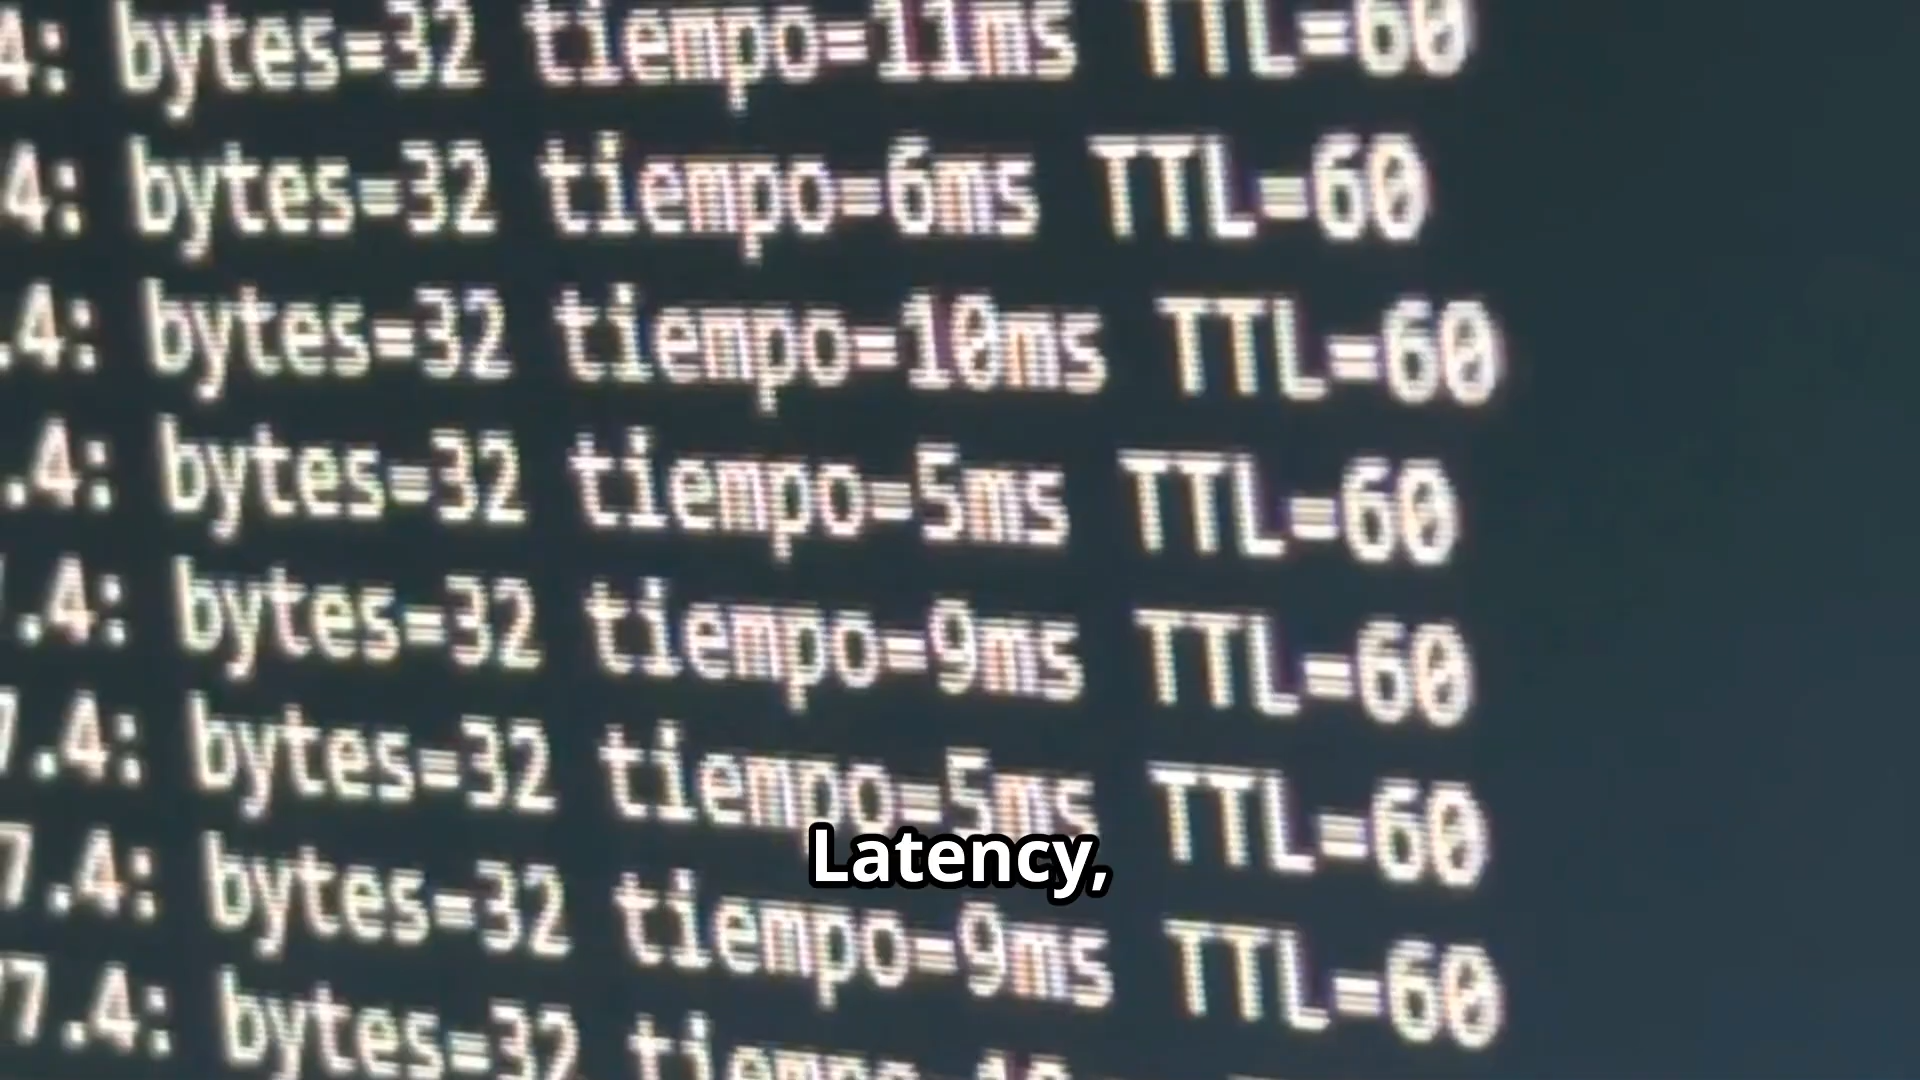 4: bytes=32 tiempo=11ms TTL=60
4: bytes=32 tiempo=6ms TTL=60
.4: bytes=32 tiempo=10ms TTL=60
.4: bytes=32 tiempo=5ms TTL=60
.4: bytes=32 tiempo=9ms TTL=60
7.4: bytes=32 tiempo=5ms TTL=60
Latency,
7.4: bytes=32 tiempo=9ms TTL=60
7.4: bytes=32